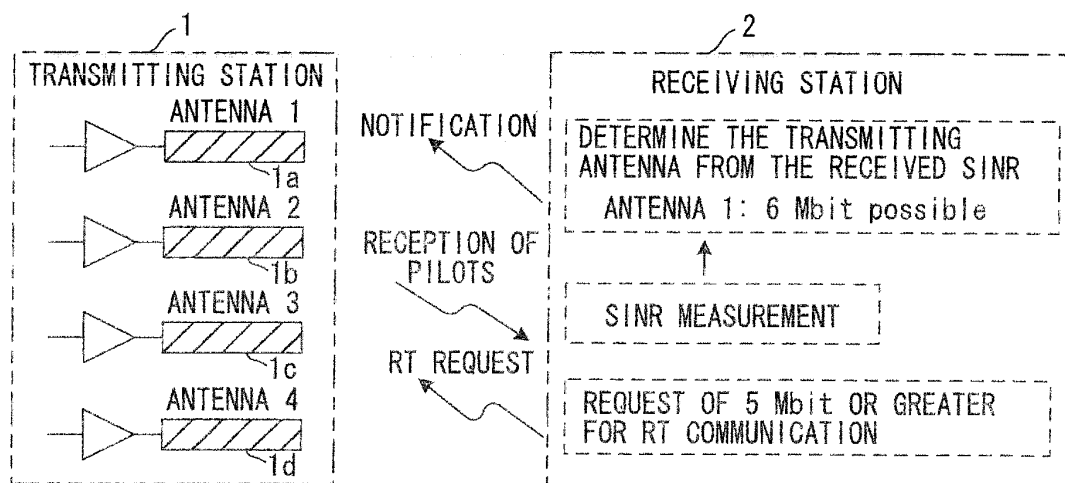 1
TRANSMITTING STATION
ANTENNA 1
1a
ANTENNA 2
1b
ANTENNA 3
1c
ANTENNA 4
1d
NOTIFICATION
RECEPTION OF
PILOTS
RT REQUEST
2
RECEIVING STATION
DETERMINE THE TRANSMITTING
ANTENNA FROM THE RECEIVED SINR
ANTENNA 1: 6 Mbit possible
SINR MEASUREMENT
REQUEST OF 5 Mbit OR GREATER
FOR RT COMMUNICATION